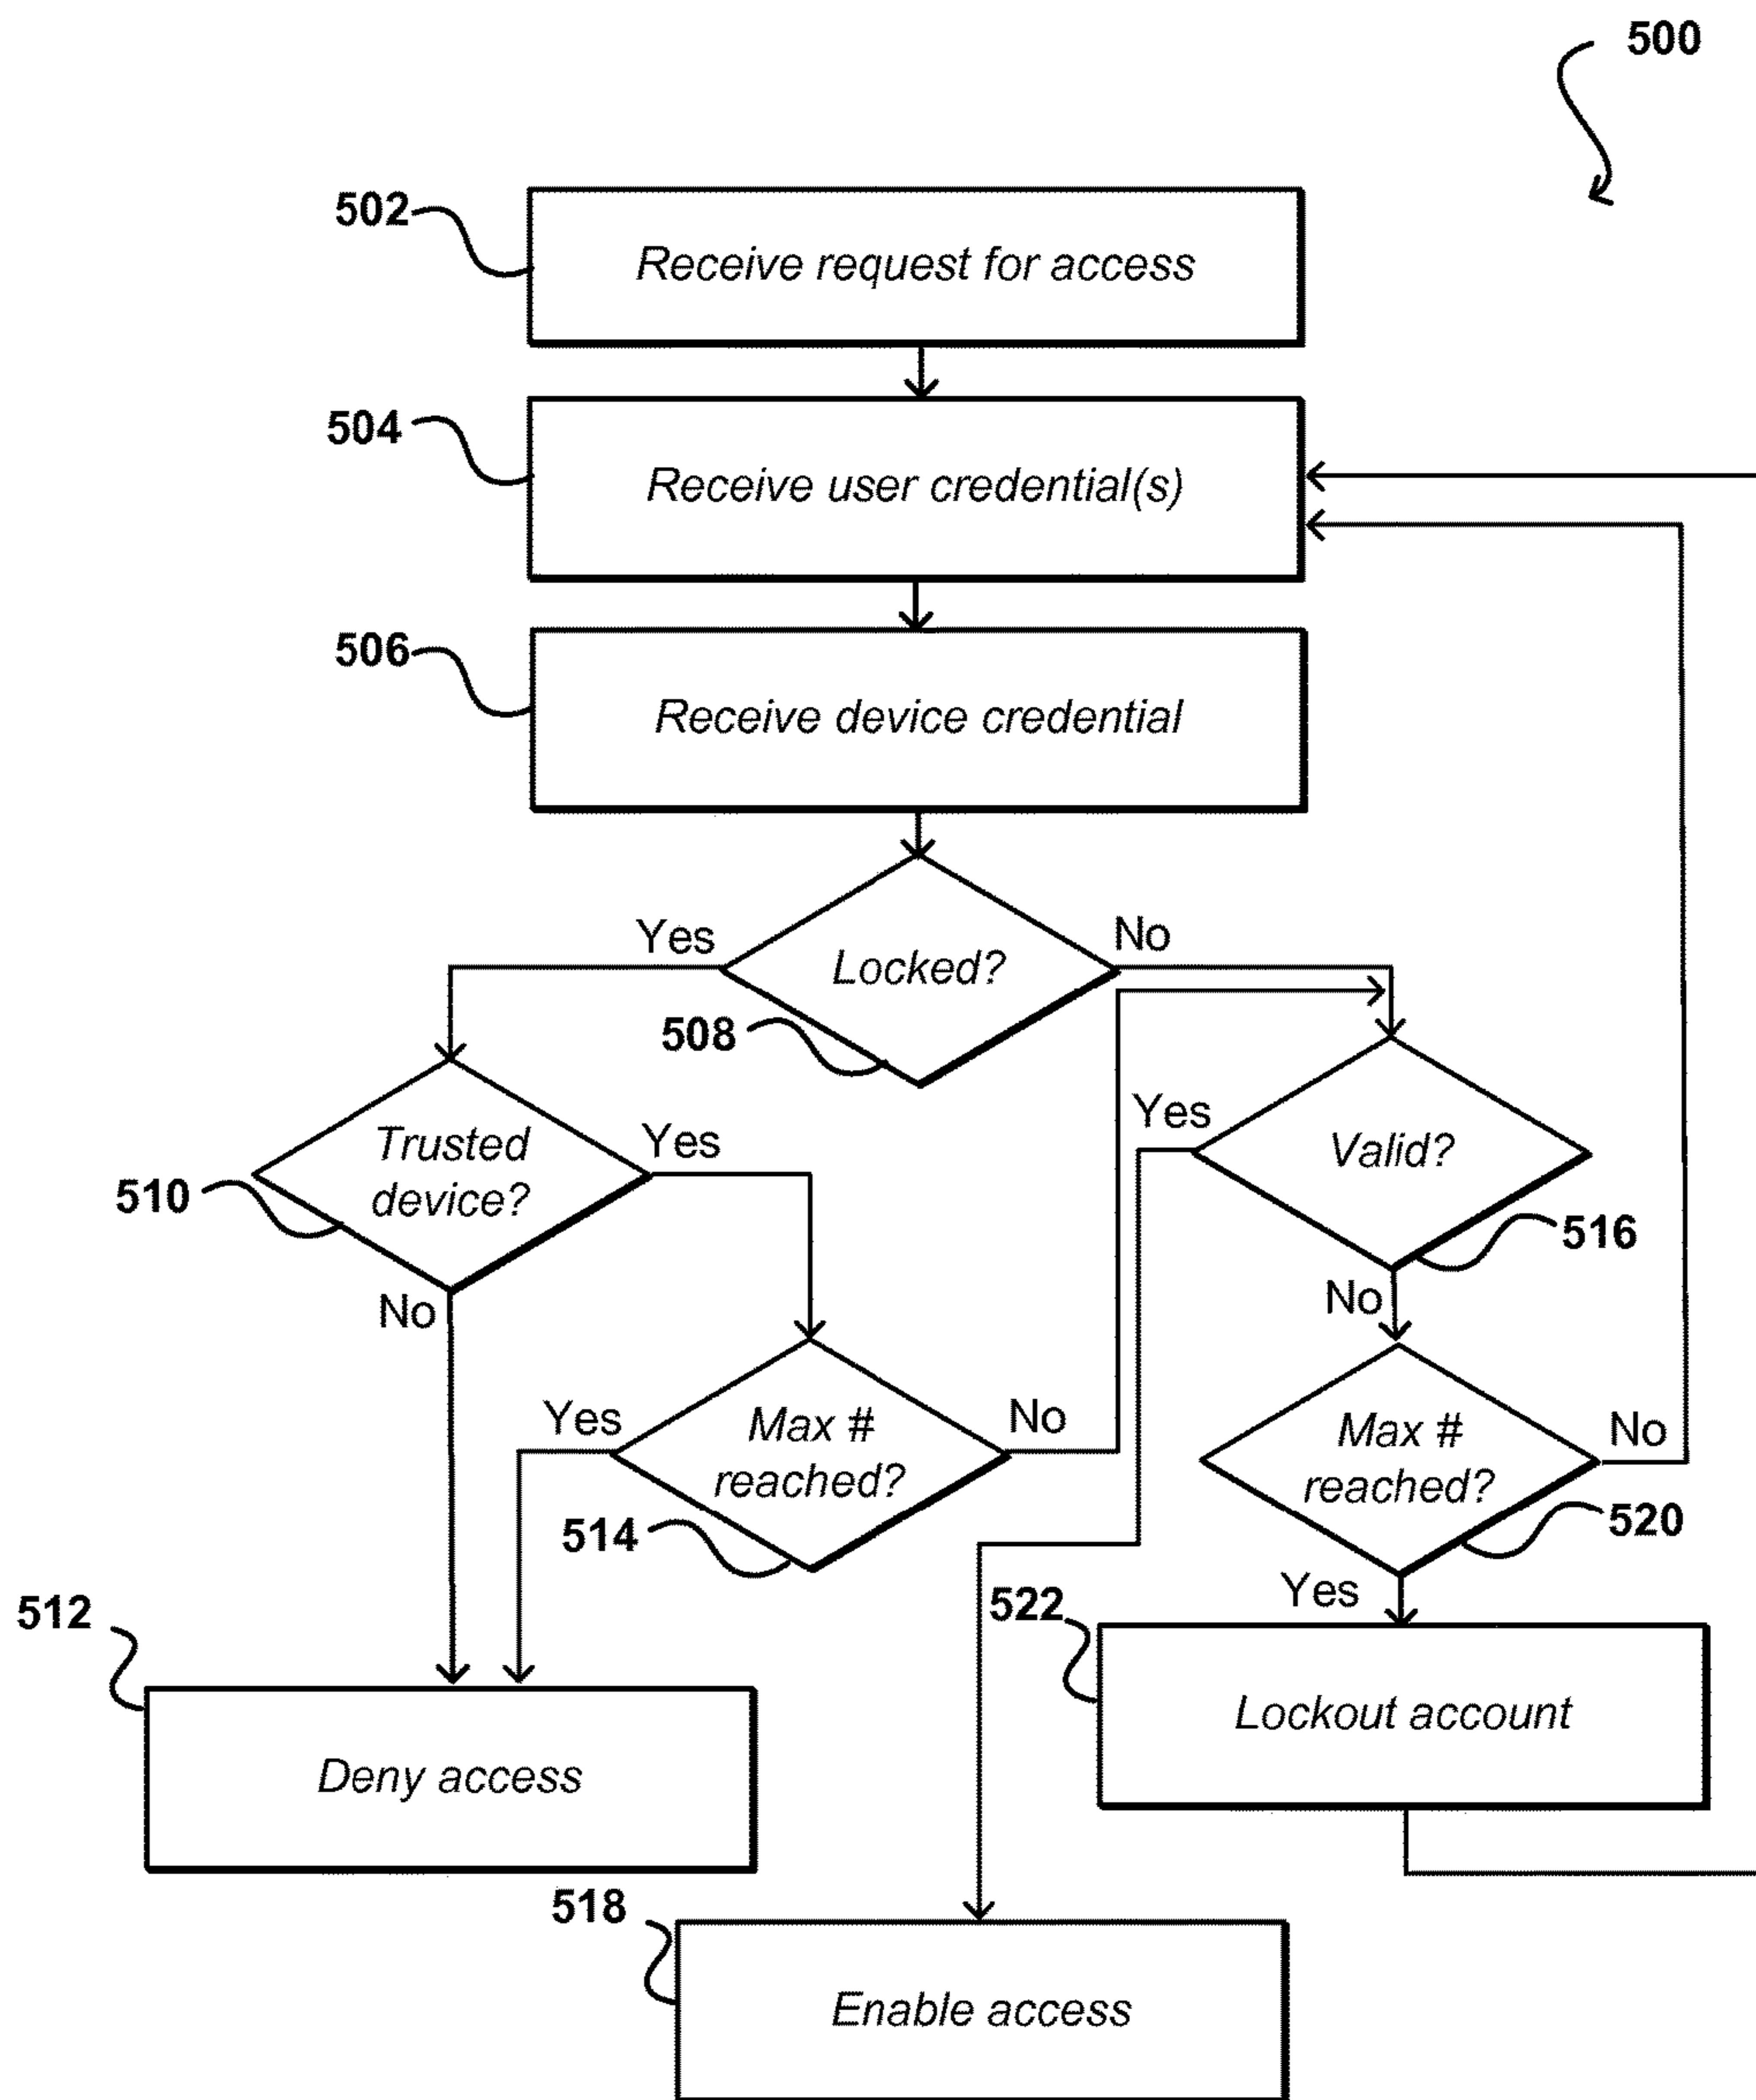 500
502
Receive request for access
504
Receive user credential(s)
506
Receive device credential
Yes
No
Locked?
508
Yes
Trusted
device?
Yes
Valid?
510
516
No
No
Yes
Max #
reached?
No
Max #
reached?
No
514
520
Yes
512
522
Lockout account
Deny access
518
Enable access